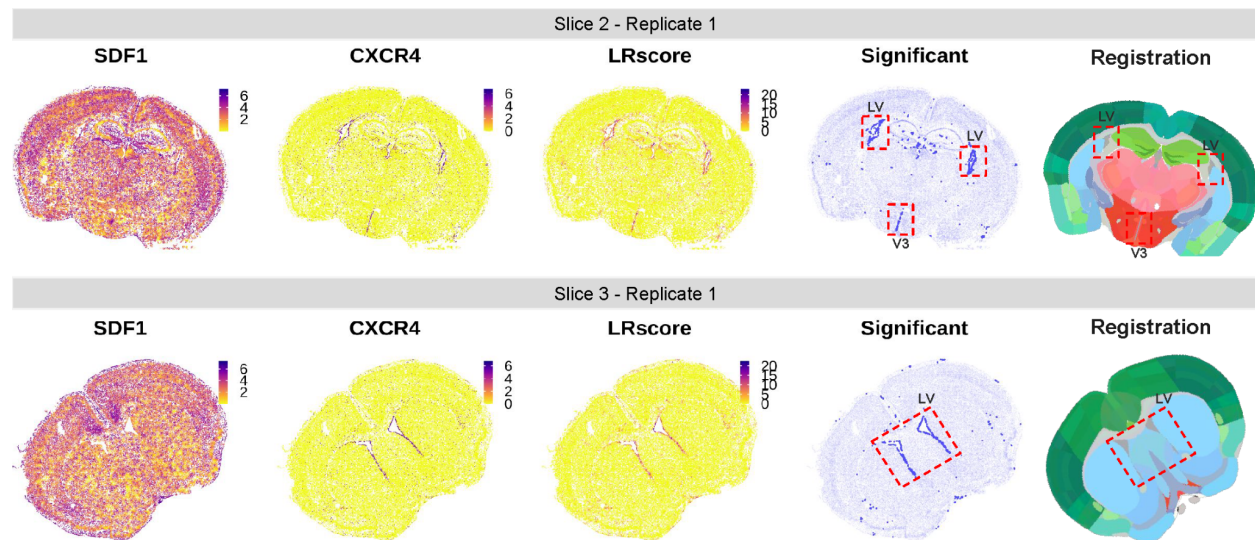 Slice 2 - Replicate 1
SDF1 CXCR4 LRscore Significant Registration
6
4
2
6
4
2
0
20
15
10
5
0
LV
LV
V3
LV
LV
V3
Slice 3 - Replicate 1
SDF1 CXCR4 LRscore Significant Registration
6
4
2
6
4
2
0
20
15
10
5
0
LV
LV